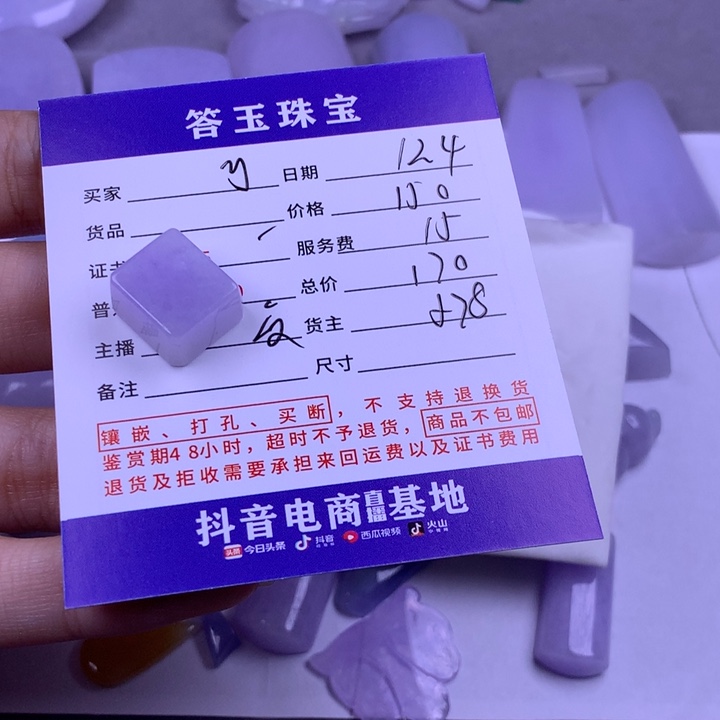 答玉珠宝
买家 y 日期 124
货品 价格 150
证书 服务费 15
普 总价 170
主播 货主 278
备注 尺寸
镶嵌、打孔、买断，不支持退换货
鉴赏期48小时，超时不予退货，商品不包邮
退货及拒收需要承担来回运费以及证书费用
抖音电商直播基地
头条 今日头条 抖音 西瓜视频 火山